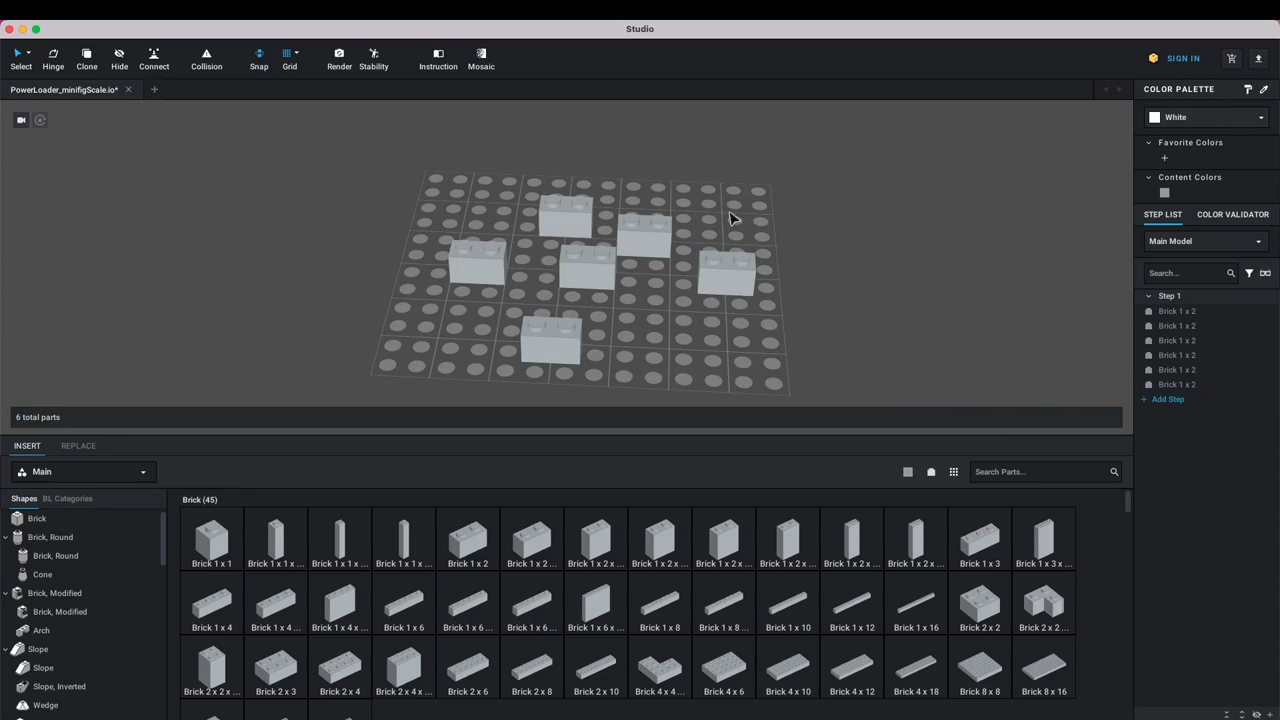 Studio
Select
Hinge
Clone
Hide
Connect
Collision
Snap
Grid
Render
Stability
Instruction
Mosaic
SIGN IN
PowerLoader_minifigScale.io*
COLOR PALETTE
White
Favorite Colors
Content Colors
STEP LIST
COLOR VALIDATOR
Main Model
Search...
Step 1
Brick 1 x 2
Brick 1 x 2
Brick 1 x 2
Brick 1 x 2
Brick 1 x 2
Brick 1 x 2
+ Add Step
6 total parts
INSERT
REPLACE
Main
Search Parts...
Shapes
BL Categories
Brick
Brick, Round
Brick, Round
Cone
Brick, Modified
Brick, Modified
Arch
Slope
Slope
Slope, Inverted
Wedge
Brick (45)
Brick 1 x 1
Brick 1 x 1 x ...
Brick 1 x 1 x ...
Brick 1 x 1 x ...
Brick 1 x 2
Brick 1 x 2 ...
Brick 1 x 2 x ...
Brick 1 x 2 x ...
Brick 1 x 2 x ...
Brick 1 x 2 x ...
Brick 1 x 2 x ...
Brick 1 x 2 x ...
Brick 1 x 3
Brick 1 x 3 x ...
Brick 1 x 4
Brick 1 x 4 ...
Brick 1 x 4 x ...
Brick 1 x 6
Brick 1 x 6 ...
Brick 1 x 6 ...
Brick 1 x 6 x ...
Brick 1 x 8
Brick 1 x 8 ...
Brick 1 x 10
Brick 1 x 12
Brick 1 x 16
Brick 2 x 2
Brick 2 x 2 ...
Brick 2 x 2 x ...
Brick 2 x 3
Brick 2 x 4
Brick 2 x 4 x ...
Brick 2 x 6
Brick 2 x 8
Brick 2 x 10
Brick 4 x 4 ...
Brick 4 x 6
Brick 4 x 10
Brick 4 x 12
Brick 4 x 18
Brick 8 x 8
Brick 8 x 16